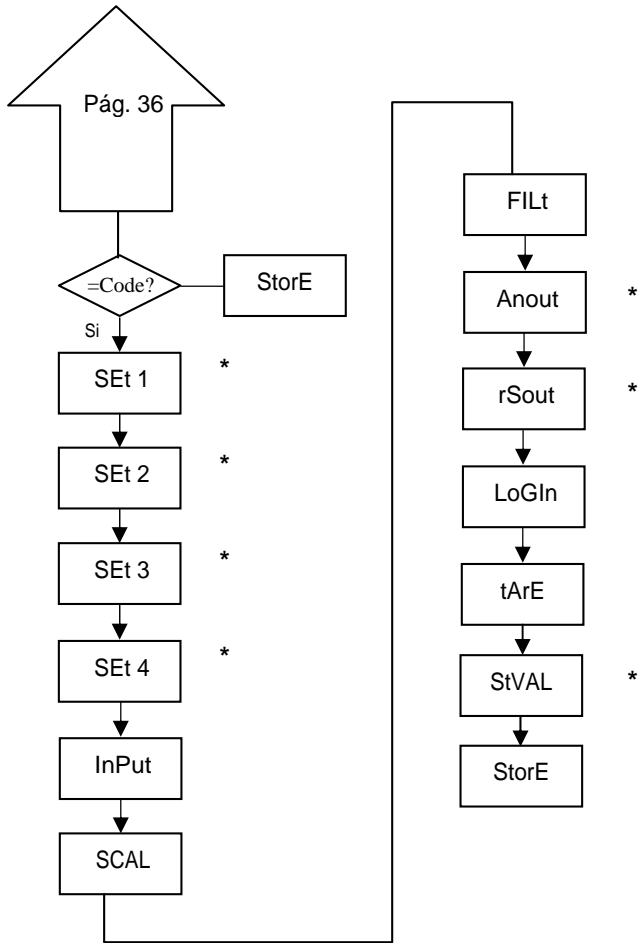 Pág. 36
=Code?
StorE
Si
SEt 1 *
SEt 2 *
SEt 3 *
SEt 4 *
InPut
SCAL
FILt
Anout *
rSout *
LoGIn
tArE
StVAL *
StorE